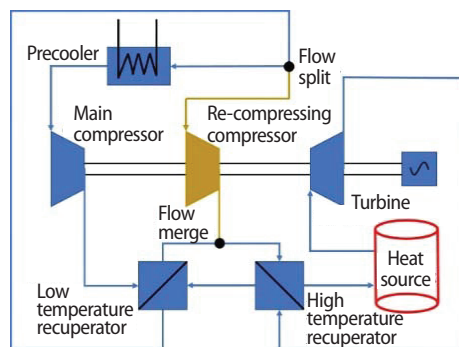 Precooler
Flow
split
Main
compressor
Re-compressing
compressor
Turbine
Flow
merge
Heat
source
Low
temperature
recuperator
High
temperature
recuperator